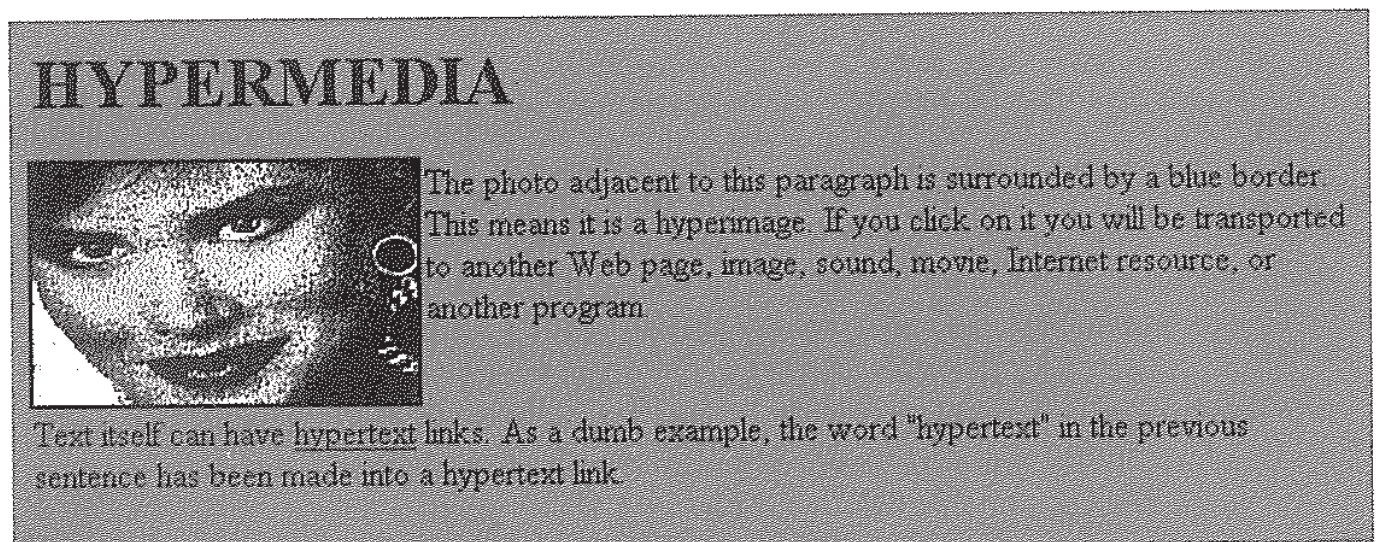 HYPERMEDIA
The photo adjacent to this paragraph is surrounded by a blue border.
This means it is a hyperimage. If you click on it you will be transported
to another Web page, image, sound, movie, Internet resource, or
another program.
Text itself can have hypertext links. As a dumb example, the word "hypertext" in the previous
sentence has been made into a hypertext link.